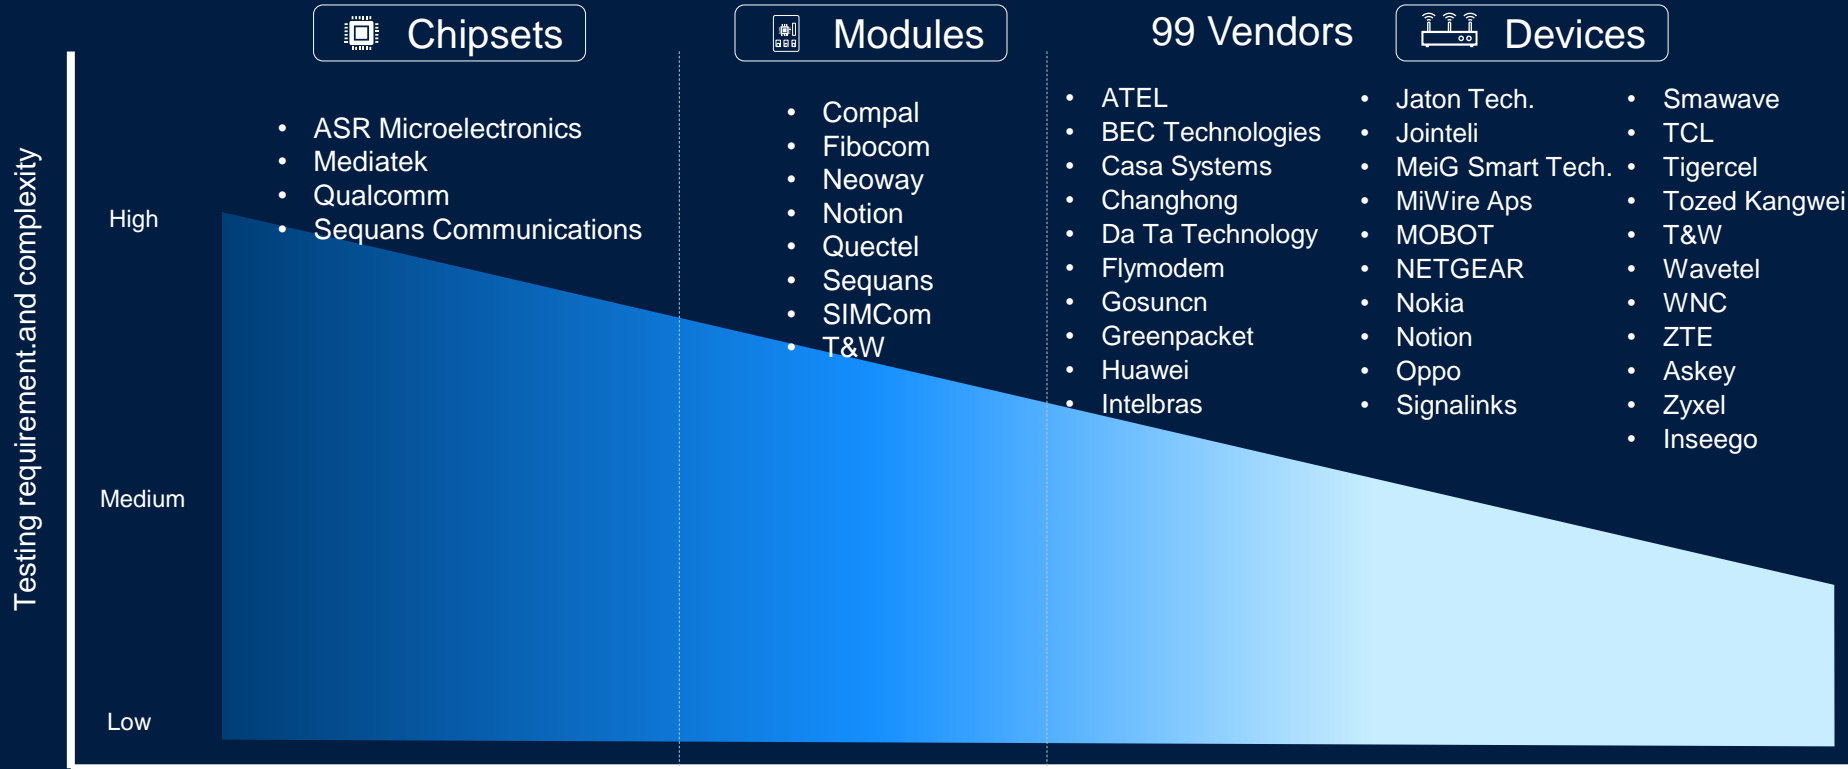 Chipsets
Modules
99 Vendors
Devices
Testing requirement.and complexity
High
Medium
Low
• ASR Microelectronics
• Mediatek
• Qualcomm
• Sequans Communications
• Compal
• Fibocom
• Neoway
• Notion
• Quectel
• Sequans
• SIMCom
• T&W
• ATEL
• BEC Technologies
• Casa Systems
• Changhong
• Da Ta Technology
• Flymodem
• Gosuncn
• Greenpacket
• Huawei
• Intelbras
• Jaton Tech.
• Jointeli
• MeiG Smart Tech.
• MiWire Aps
• MOBOT
• NETGEAR
• Nokia
• Notion
• Oppo
• Signalinks
• Smawave
• TCL
• Tigercel
• Tozed Kangwei
• T&W
• Wavetel
• WNC
• ZTE
• Askey
• Zyxel
• Inseego